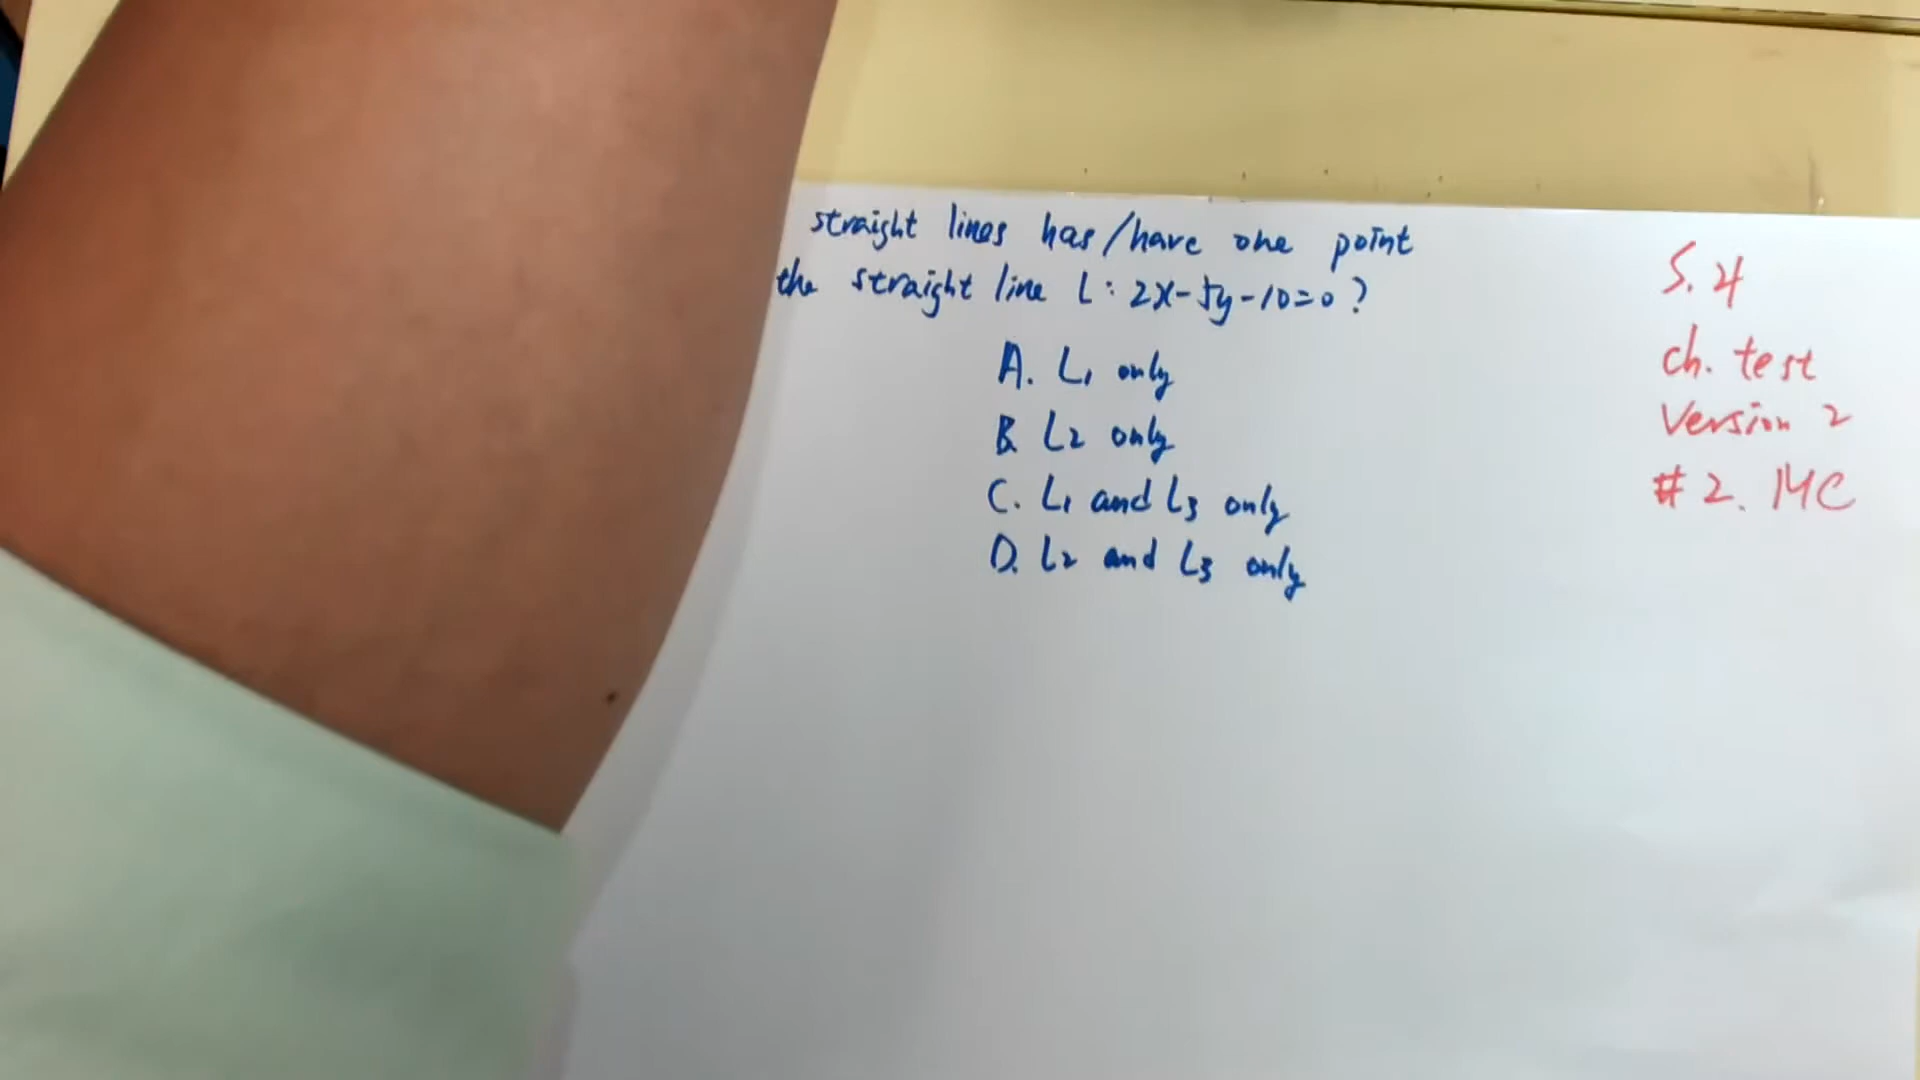 straight lines has/have one point
the straight line L: 2x-5y-10=0?
A. L₁ only
B. L₂ only
C. L₁ and L₃ only
D. L₂ and L₃ only
S.4
ch. test
Version 2
#2. MC